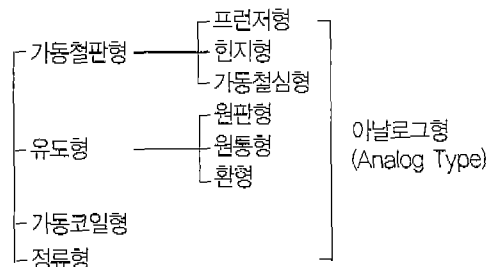 프런저형
가동철판형
힌지형
가동철심형
원판형
유도형
원통형
환형
아날로그형
(Analog Type)
가동코일형
정류형